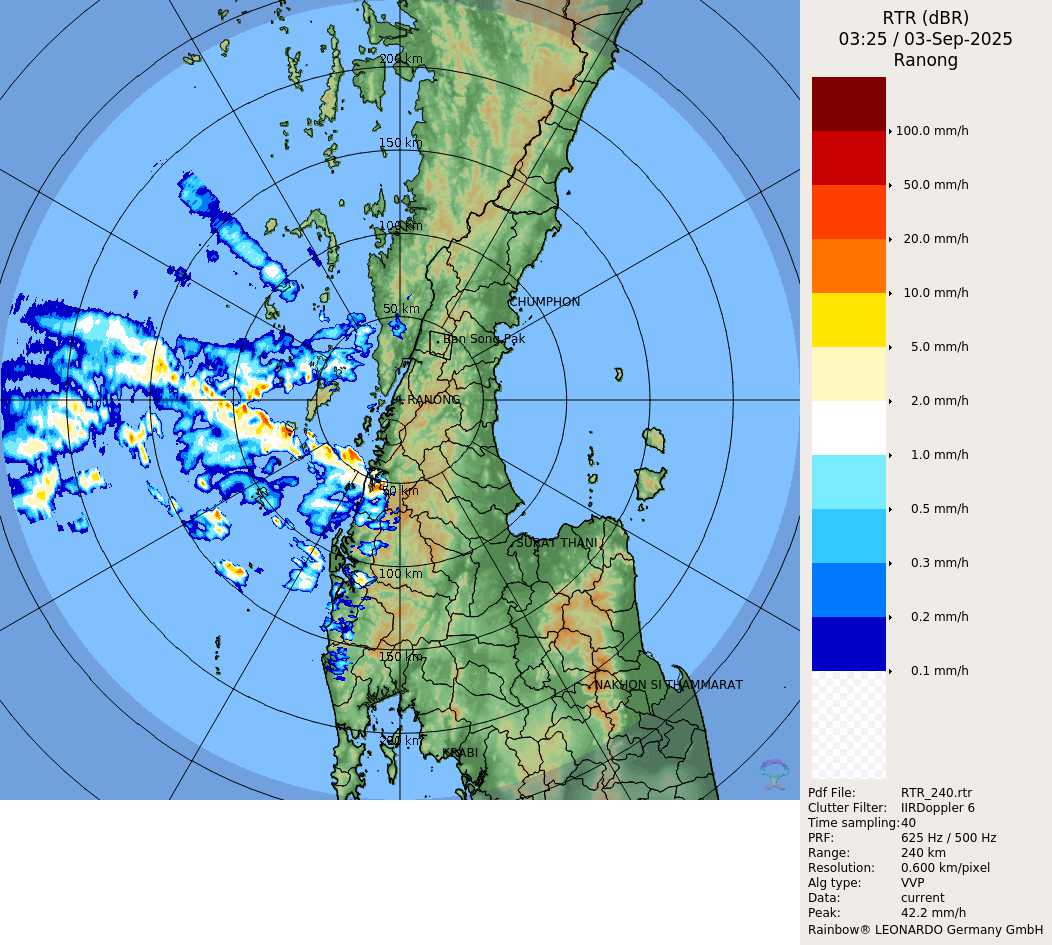 RTR (dBR)
03:25 / 03-Sep-2025
Ranong
200 km
150 km
100 km
50 km
CHUMPHON
Ban Song Pak
RANONG
50 km
SURAT THANI
100 km
150 km
NAKHON SI THAMMARAT
200 km
KRABI
100.0 mm/h
50.0 mm/h
20.0 mm/h
10.0 mm/h
5.0 mm/h
2.0 mm/h
1.0 mm/h
0.5 mm/h
0.3 mm/h
0.2 mm/h
0.1 mm/h
Pdf File: RTR_240.rtr
Clutter Filter: IIRDoppler 6
Time sampling: 40
PRF: 625 Hz / 500 Hz
Range: 240 km
Resolution: 0.600 km/pixel
Alg type: VVP
Data: current
Peak: 42.2 mm/h
Rainbow® LEONARDO Germany GmbH